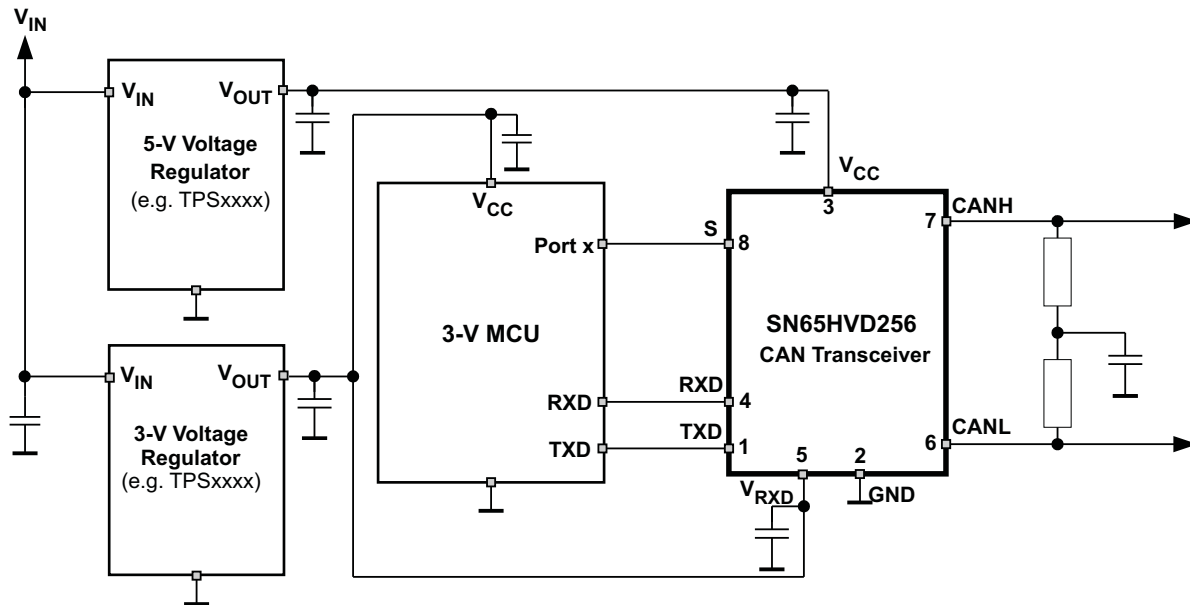 VIN
VIN
VOUT
5-V Voltage
Regulator
(e.g. TPSxxxx)
VIN
VOUT
3-V Voltage
Regulator
(e.g. TPSxxxx)
VCC
Port x
3-V MCU
RXD
TXD
S
RXD
TXD
VCC
3
8
7
CANH
SN65HVD256
CAN Transceiver
4
1
5
2
6
CANL
VRXD
GND